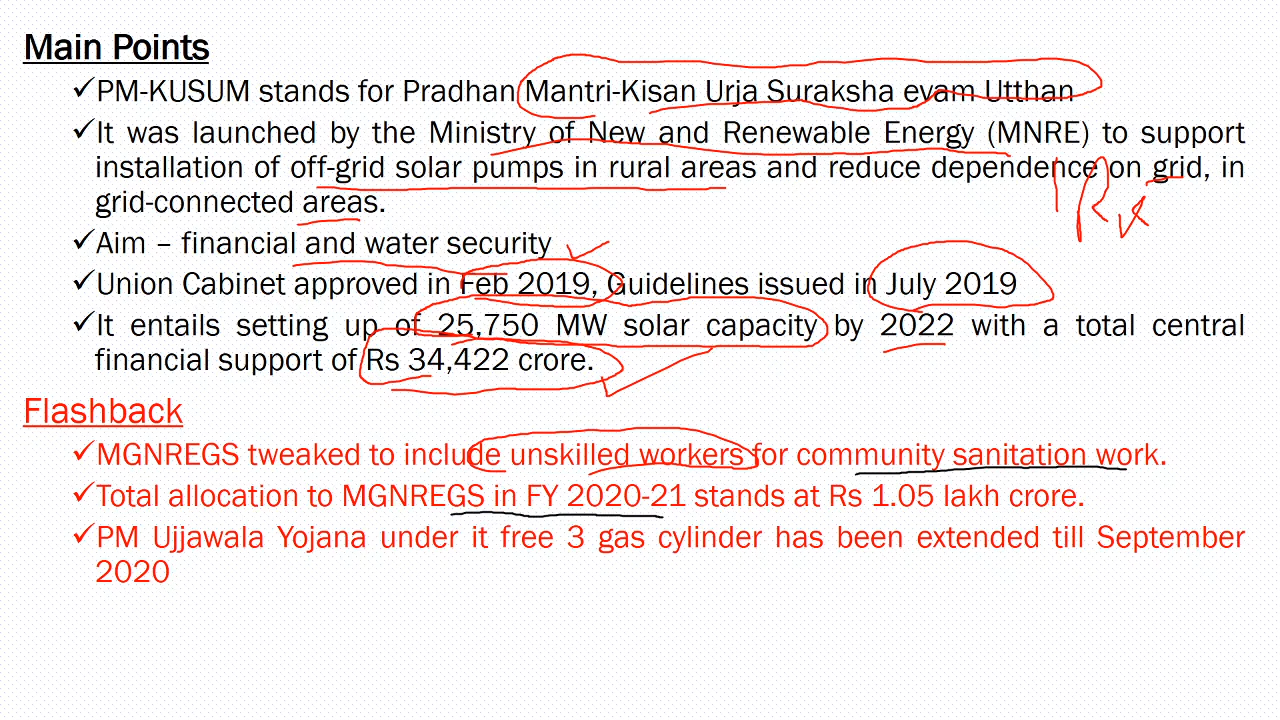 Main Points
✓PM-KUSUM stands for Pradhan Mantri-Kisan Urja Suraksha evam Utthan
✓It was launched by the Ministry of New and Renewable Energy (MNRE) to support
installation of off-grid solar pumps in rural areas and reduce dependence on grid, in
grid-connected areas.
✓Aim – financial and water security
✓Union Cabinet approved in Feb 2019, Guidelines issued in July 2019
✓It entails setting up of 25,750 MW solar capacity by 2022 with a total central
financial support of Rs 34,422 crore.
Flashback
✓MGNREGS tweaked to include unskilled workers for community sanitation work.
✓Total allocation to MGNREGS in FY 2020-21 stands at Rs 1.05 lakh crore.
✓PM Ujjawala Yojana under it free 3 gas cylinder has been extended till September
2020